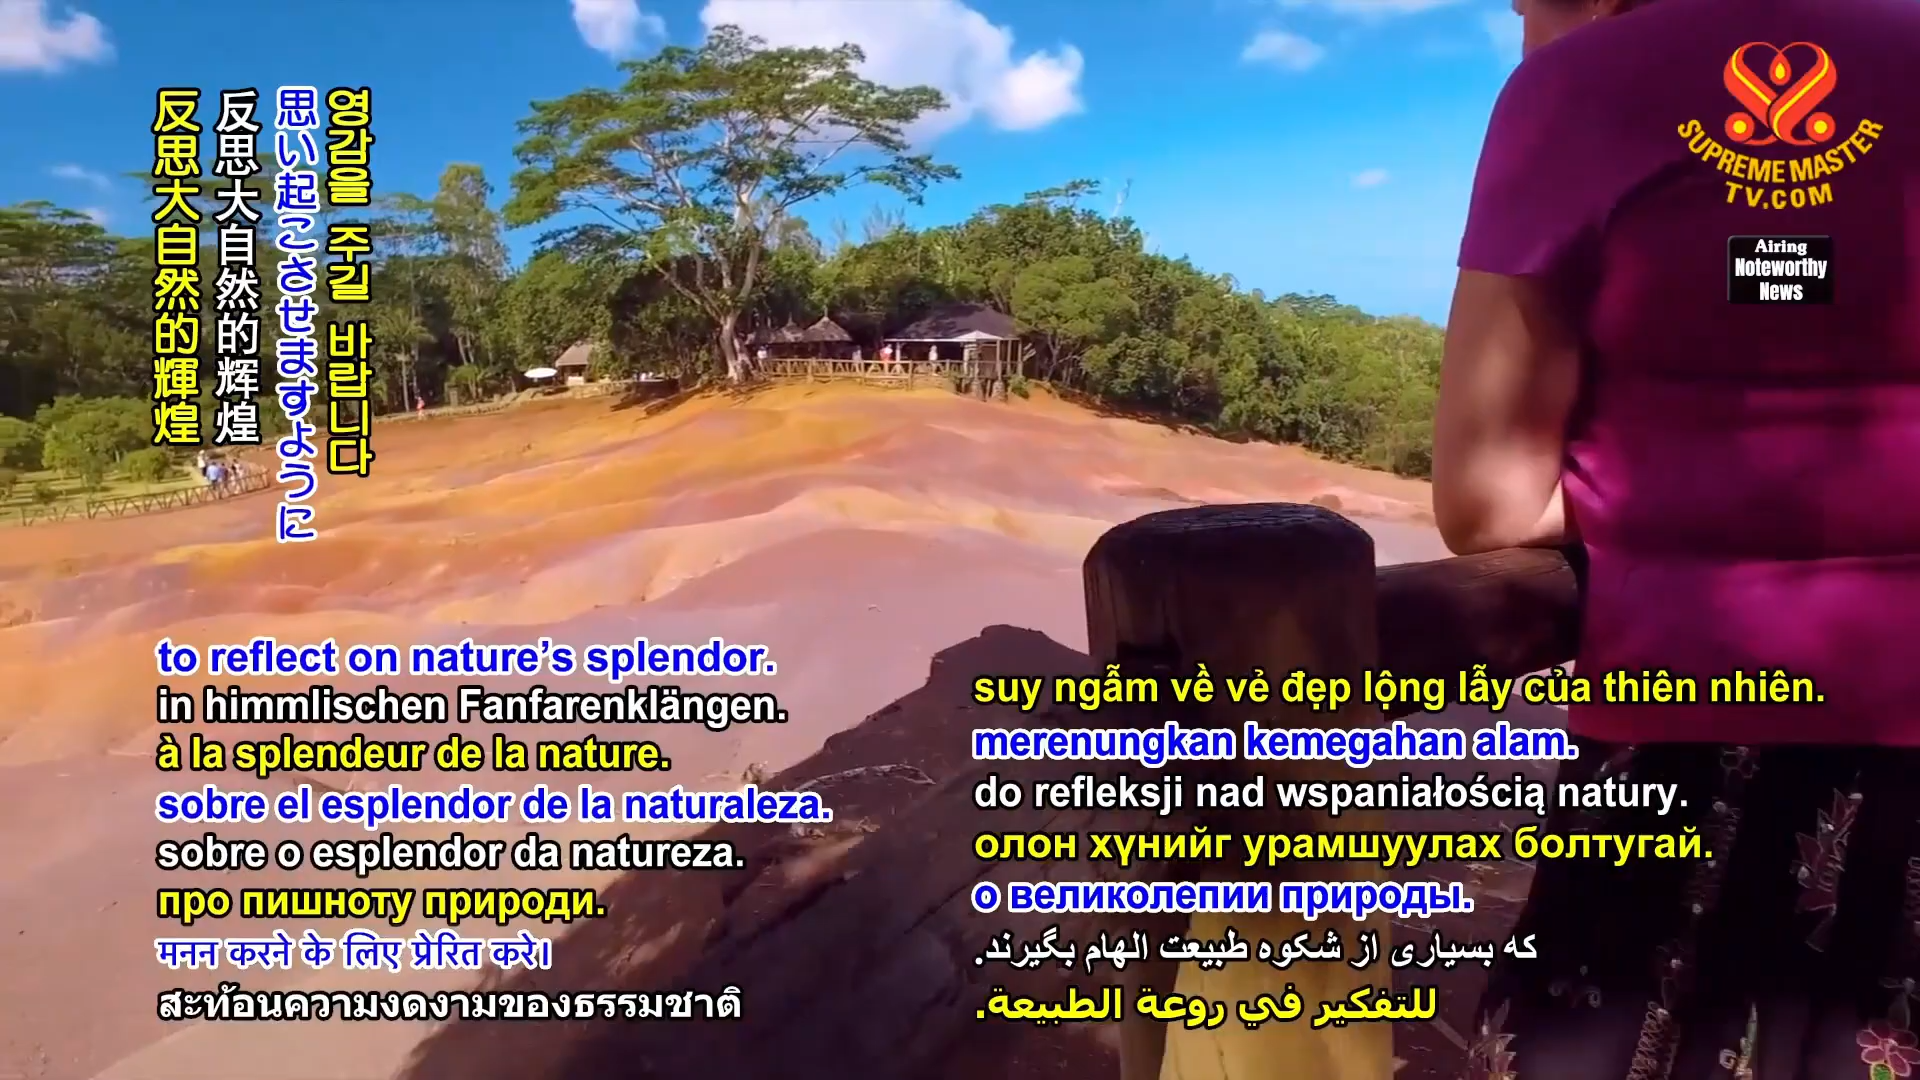 反思大自然的輝煌
反思大自然的辉煌
思い起こさせますように
영감을 주길 바랍니다
to reflect on nature’s splendor.
in himmlischen Fanfarenklängen.
à la splendeur de la nature.
sobre el esplendor de la naturaleza.
sobre o esplendor da natureza.
про пишноту природи.
मनन करने के लिए प्रेरित करे।
สะท้อนความงดงามของธรรมชาติ
suy ngẫm về vẻ đẹp lộng lẫy của thiên nhiên.
merenungkan kemegahan alam.
do refleksji nad wspaniałością natury.
олон хүнийг урамшуулах болтугай.
о великолепии природы.
که بسیاری از شکوه طبیعت الهام بگیرند.
للتفكير في روعة الطبيعة.
SUPREME MASTER
TV.COM
Airing
Noteworthy
News